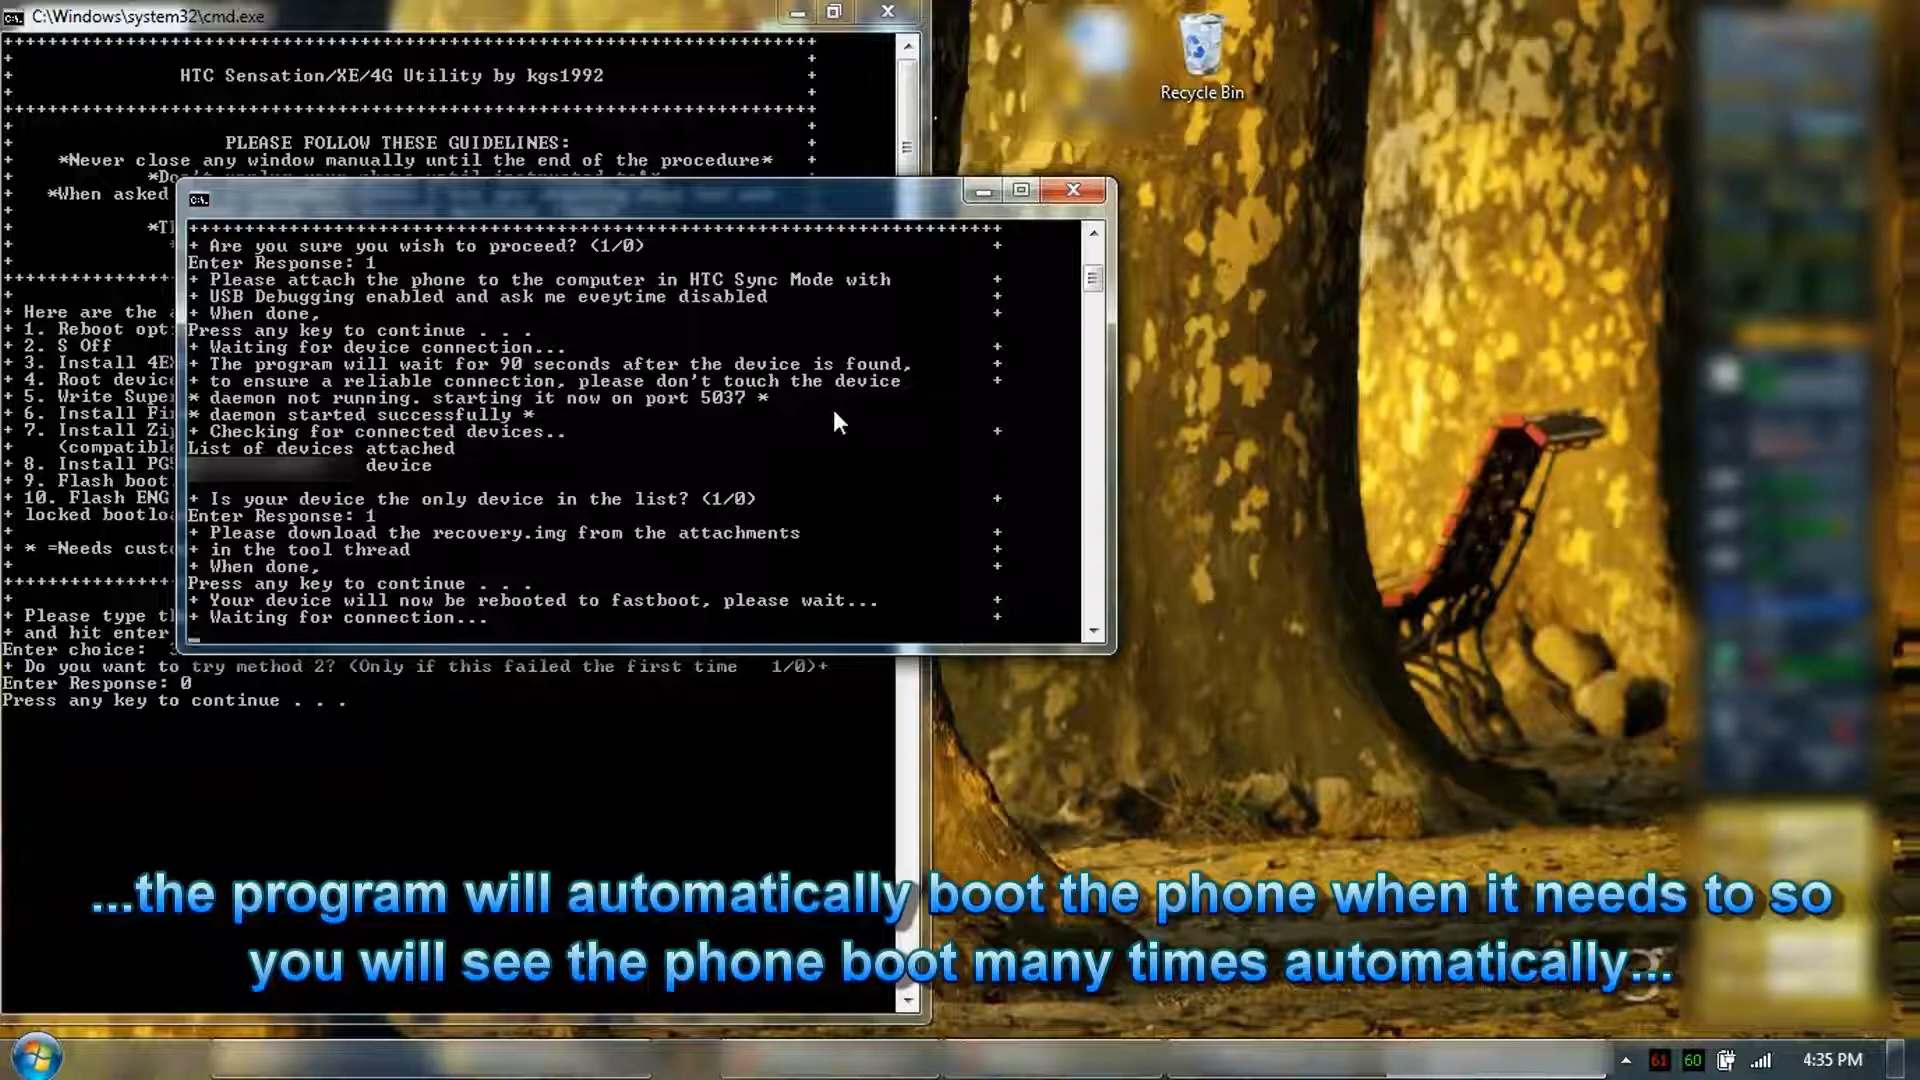 C:\Windows\system32\cmd.exe
HTC Sensation/XE/4G Utility by kgs1992
PLEASE FOLLOW THESE GUIDELINES:
*Never close any window manually until the end of the procedure*
*When asked
Here are the
1. Reboot opt
2. S Off
3. Install 4E
4. Root device
5. Write Supe
6. Install Fi
7. Install Zi
(compatible
8. Install PG
9. Flash boot
10. Flash ENG
locked bootlo
* =Needs cust
+ Please type t
+ and hit enter
Enter choice:
+ Do you want to try method 2? (Only if this failed the first time 1/0)+
Enter Response: 0
Press any key to continue . . .
+ Are you sure you wish to proceed? (1/0) +
Enter Response: 1
+ Please attach the phone to the computer in HTC Sync Mode with +
+ USB Debugging enabled and ask me eveytime disabled +
+ When done, +
Press any key to continue . . .
+ Waiting for device connection... +
+ The program will wait for 90 seconds after the device is found, +
+ to ensure a reliable connection, please don't touch the device +
* daemon not running. starting it now on port 5037 *
* daemon started successfully *
+ Checking for connected devices.. +
List of devices attached
device
+ Is your device the only device in the list? (1/0) +
Enter Response: 1
+ Please download the recovery.img from the attachments +
+ in the tool thread +
+ When done, +
Press any key to continue . . .
+ Your device will now be rebooted to fastboot, please wait... +
+ Waiting for connection... +
Recycle Bin
...the program will automatically boot the phone when it needs to so
you will see the phone boot many times automatically...
61 60 4:35 PM